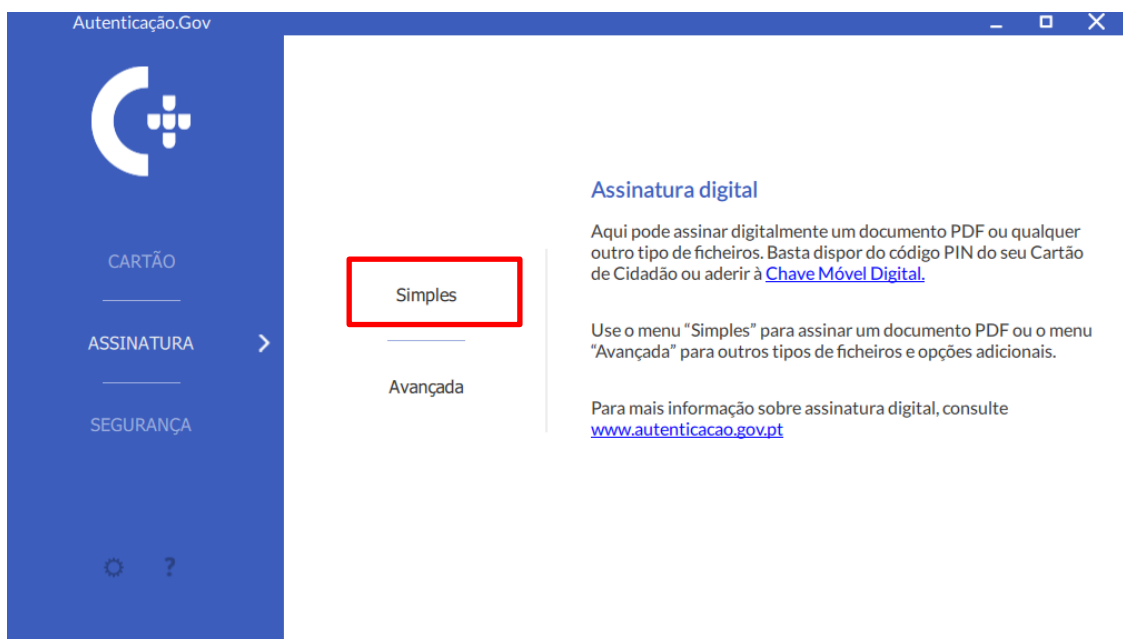 Autenticação.Gov
CARTÃO
ASSINATURA
SEGURANÇA
?
Simples
Avançada
Assinatura digital
Aqui pode assinar digitalmente um documento PDF ou qualquer
outro tipo de ficheiros. Basta dispor do código PIN do seu Cartão
de Cidadão ou aderir à Chave Móvel Digital.
Use o menu “Simples” para assinar um documento PDF ou o menu
“Avançada” para outros tipos de ficheiros e opções adicionais.
Para mais informação sobre assinatura digital, consulte
www.autenticacao.gov.pt